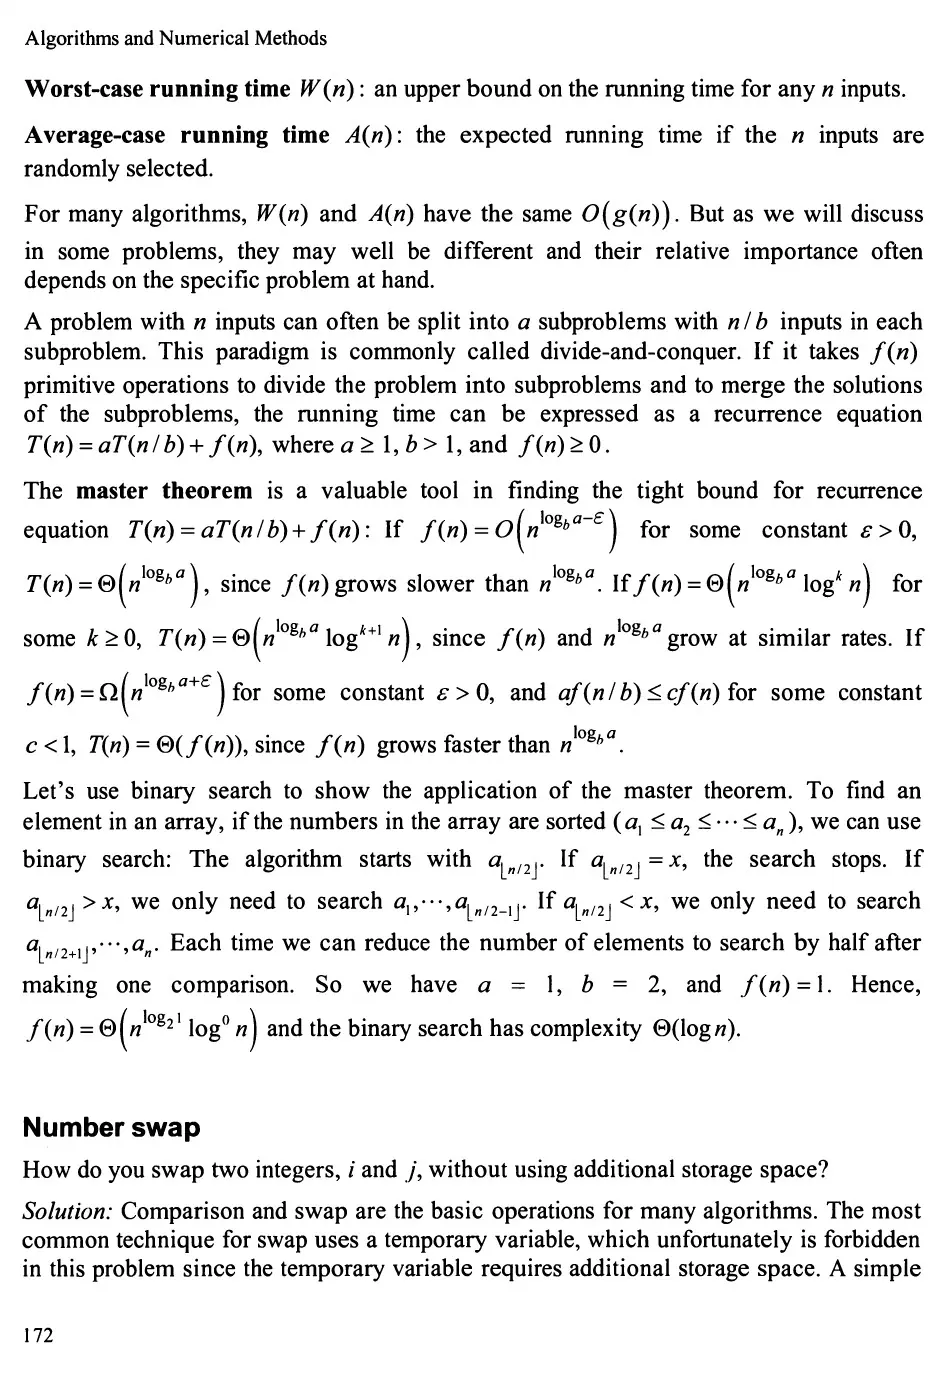 Algorithms and Numerical Methods
Worst-case running time W(n): an upper bound on the running time for any n inputs.
Average-case running time A(n): the expected running time if the n inputs are
randomly selected.
For many algorithms, W(n) and A(n) have the same O(g(n)). But as we will discuss
in some problems, they may well be different and their relative importance often
depends on the specific problem at hand.
A problem with n inputs can often be split into a subproblems with n/b inputs in each
subproblem. This paradigm is commonly called divide-and-conquer. If it takes f(n)
primitive operations to divide the problem into subproblems and to merge the solutions
of the subproblems, the running time can be expressed as a recurrence equation
T(n) = aT(n/b) + f(n), where a ≥ 1, b > 1, and f(n) ≥ 0.
The master theorem is a valuable tool in finding the tight bound for recurrence
equation T(n) = aT(n/b) + f(n): If f(n) = O(n^{log_b a−ε}) for some constant ε > 0,
T(n) = Θ(n^{log_b a}), since f(n) grows slower than n^{log_b a}. If f(n) = Θ(n^{log_b a} log^k n) for
some k ≥ 0, T(n) = Θ(n^{log_b a} log^{k+1} n), since f(n) and n^{log_b a} grow at similar rates. If
f(n) = Ω(n^{log_b a+ε}) for some constant ε > 0, and af(n/b) ≤ cf(n) for some constant
c < 1, T(n) = Θ(f(n)), since f(n) grows faster than n^{log_b a}.
Let's use binary search to show the application of the master theorem. To find an
element in an array, if the numbers in the array are sorted (a_1 ≤ a_2 ≤ ··· ≤ a_n), we can use
binary search: The algorithm starts with a_{⌊n/2⌋}. If a_{⌊n/2⌋} = x, the search stops. If
a_{⌊n/2⌋} > x, we only need to search a_1,···,a_{⌊n/2−1⌋}. If a_{⌊n/2⌋} < x, we only need to search
a_{⌊n/2+1⌋},···,a_n. Each time we can reduce the number of elements to search by half after
making one comparison. So we have a = 1, b = 2, and f(n) = 1. Hence,
f(n) = Θ(n^{log_2 1} log^0 n) and the binary search has complexity Θ(log n).
Number swap
How do you swap two integers, i and j, without using additional storage space?
Solution: Comparison and swap are the basic operations for many algorithms. The most
common technique for swap uses a temporary variable, which unfortunately is forbidden
in this problem since the temporary variable requires additional storage space. A simple
172